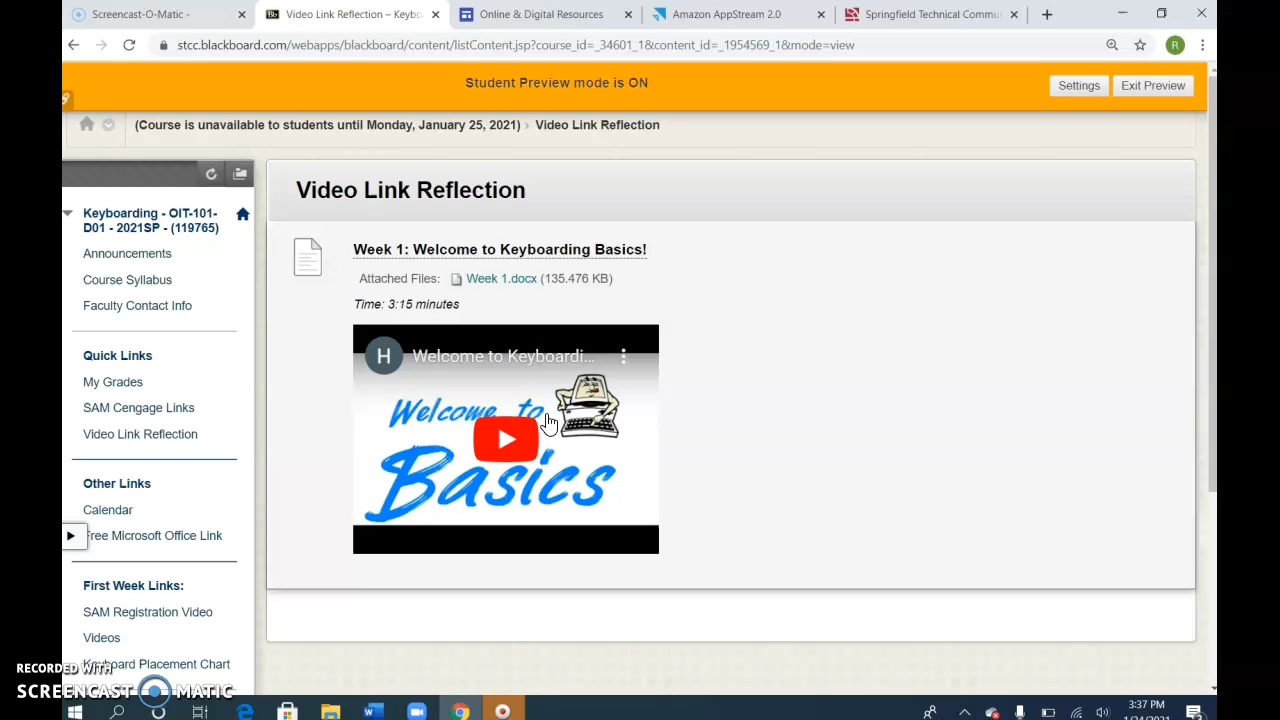 Screencast-O-Matic -
Video Link Reflection – Keybo
Online & Digital Resources
Amazon AppStream 2.0
Springfield Technical Commu
stcc.blackboard.com/webapps/blackboard/content/listContent.jsp?course_id=_34601_1&content_id=_1954569_1&mode=view
R
Student Preview mode is ON
Settings
Exit Preview
(Course is unavailable to students until Monday, January 25, 2021) › Video Link Reflection
Keyboarding - OIT-101-
D01 - 2021SP - (119765)
Announcements
Course Syllabus
Faculty Contact Info
Quick Links
My Grades
SAM Cengage Links
Video Link Reflection
Other Links
Calendar
Free Microsoft Office Link
First Week Links:
SAM Registration Video
Videos
Keyboard Placement Chart
Video Link Reflection
Week 1: Welcome to Keyboarding Basics!
Attached Files: Week 1.docx (135.476 KB)
Time: 3:15 minutes
H
Welcome to Keyboardi...
Welcome to
Basics
RECORDED WITH
SCREENCAST MATIC
3:37 PM
1/24/2021